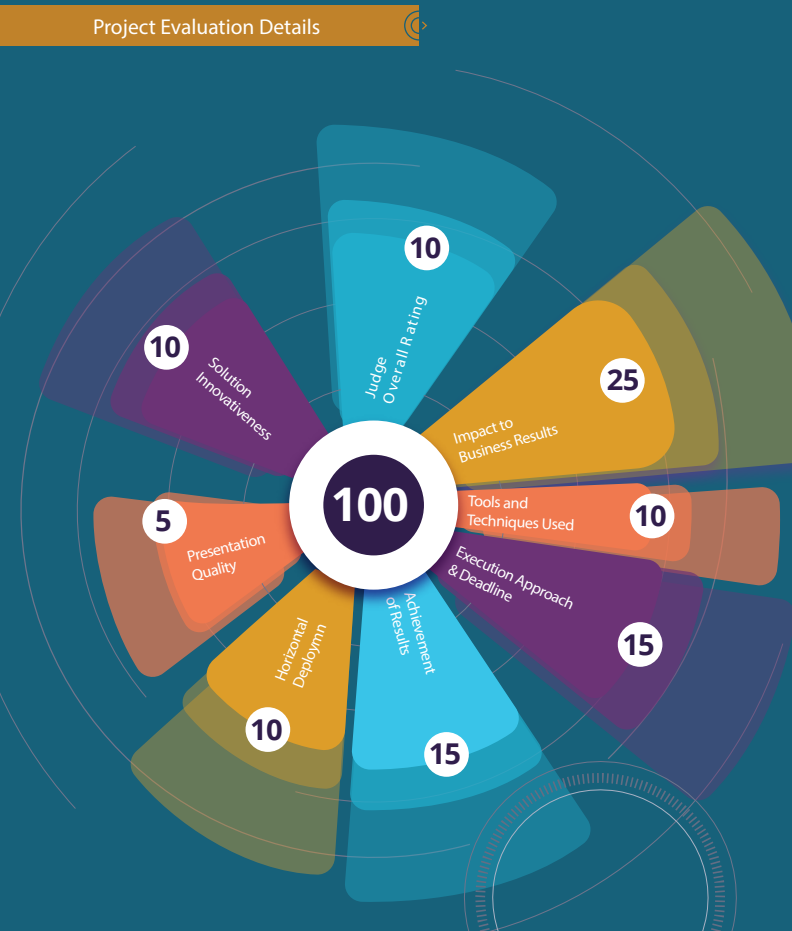 Project Evaluation Details
10
Judge
Overall Rating
25
Impact to
Business Results
10
Tools and
Techniques Used
15
Execution Approach
& Deadline
15
Achievement
of Results
10
Horizontal
Deploymn
5
Presentation
Quality
10
Solution
Innovativeness
100